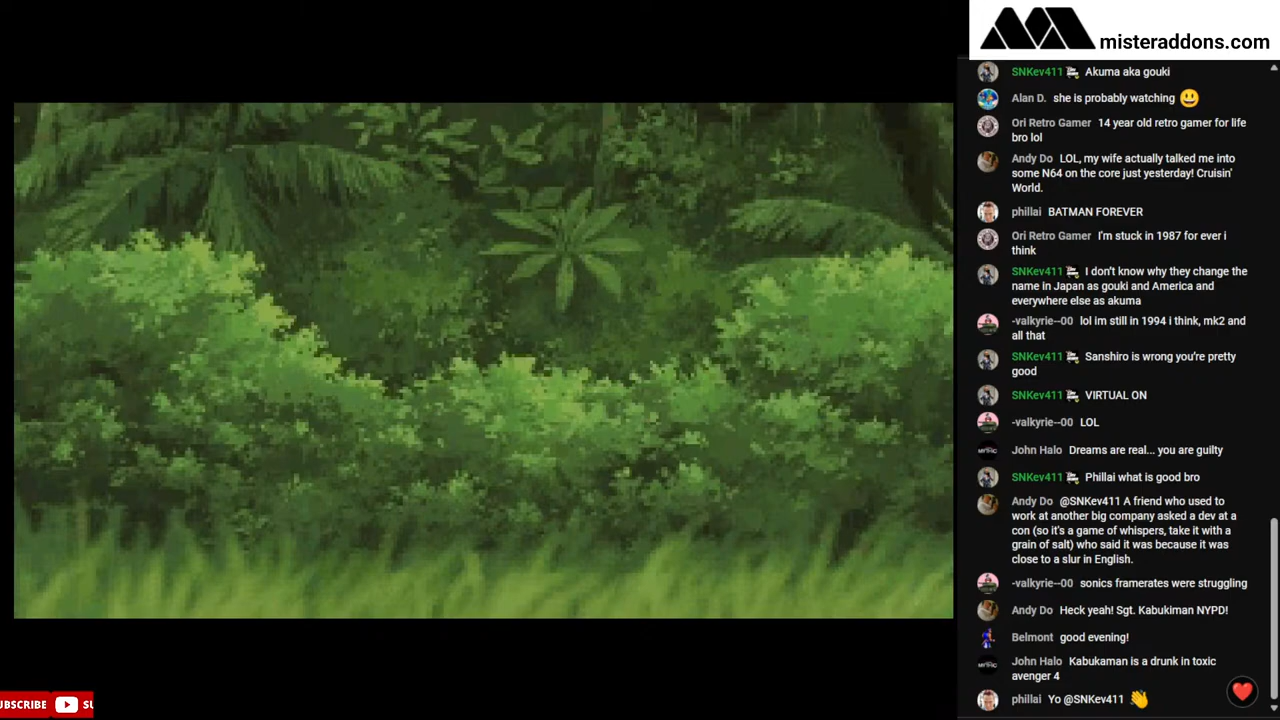 misteraddons.com
SNKev411 Akuma aka gouki
Alan D. she is probably watching
Ori Retro Gamer 14 year old retro gamer for life
bro lol
Andy Do LOL, my wife actually talked me into
some N64 on the core just yesterday! Cruisin'
World.
phillai BATMAN FOREVER
Ori Retro Gamer I'm stuck in 1987 for ever i
think
SNKev411 I don't know why they change the
name in Japan as gouki and America and
everywhere else as akuma
-valkyrie--00 lol im still in 1994 i think, mk2 and
all that
SNKev411 Sanshiro is wrong you're pretty
good
SNKev411 VIRTUAL ON
-valkyrie--00 LOL
John Halo Dreams are real... you are guilty
SNKev411 Phillai what is good bro
Andy Do @SNKev411 A friend who used to
work at another big company asked a dev at a
con (so it's a game of whispers, take it with a
grain of salt) who said it was because it was
close to a slur in English.
-valkyrie--00 sonics framerates were struggling
Andy Do Heck yeah! Sgt. Kabukiman NYPD!
Belmont good evening!
John Halo Kabukaman is a drunk in toxic
avenger 4
phillai Yo @SNKev411
UBSCRIBE SU